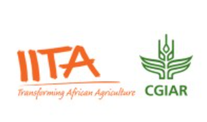 IITA
Transforming African Agriculture
CGIAR